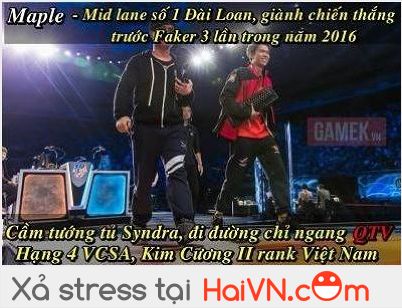 Maple - Mid lane số 1 Đài Loan, giành chiến thắng
trước Faker 3 lần trong năm 2016
GAMEK.VN
Cầm tướng tủ Syndra, đi đường chỉ ngang QTV
Hạng 4 VCSA, Kim Cương II rank Việt Nam
Xả stress tại HaiVN.com